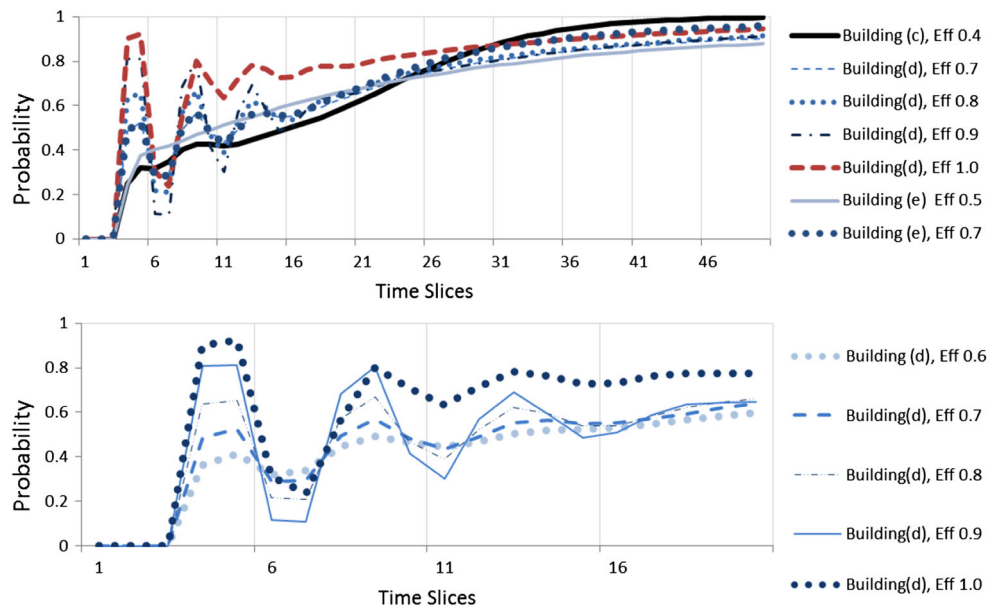 1
0.8
0.6
0.4
0.2
0
Probability
1 6 11 16 21 26 31 36 41 46
Time Slices
Building (c), Eff 0.4
Building(d), Eff 0.7
Building(d), Eff 0.8
Building(d), Eff 0.9
Building(d), Eff 1.0
Building (e) Eff 0.5
Building (e), Eff 0.7
1
0.8
0.6
0.4
0.2
0
Probability
1 6 11 16
Time Slices
Building (d), Eff 0.6
Building(d), Eff 0.7
Building(d), Eff 0.8
Building(d), Eff 0.9
Building(d), Eff 1.0